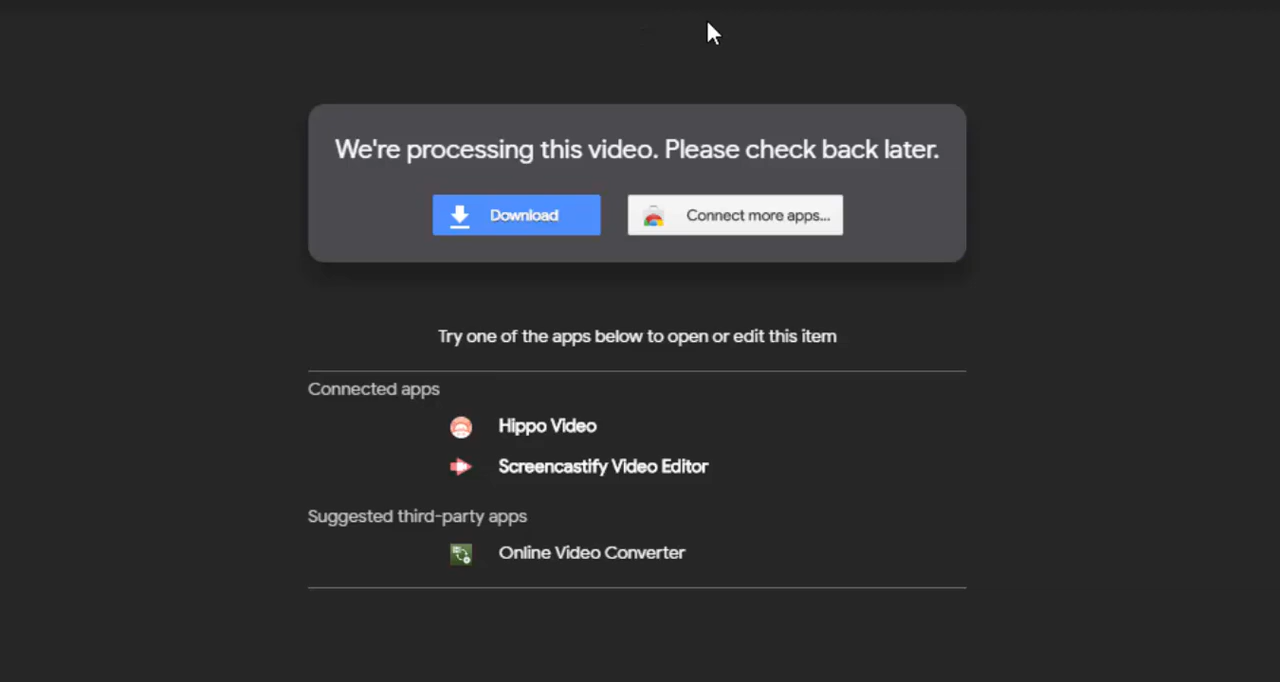 We're processing this video. Please check back later.
Download
Connect more apps...
Try one of the apps below to open or edit this item
Connected apps
Hippo Video
Screencastify Video Editor
Suggested third-party apps
Online Video Converter